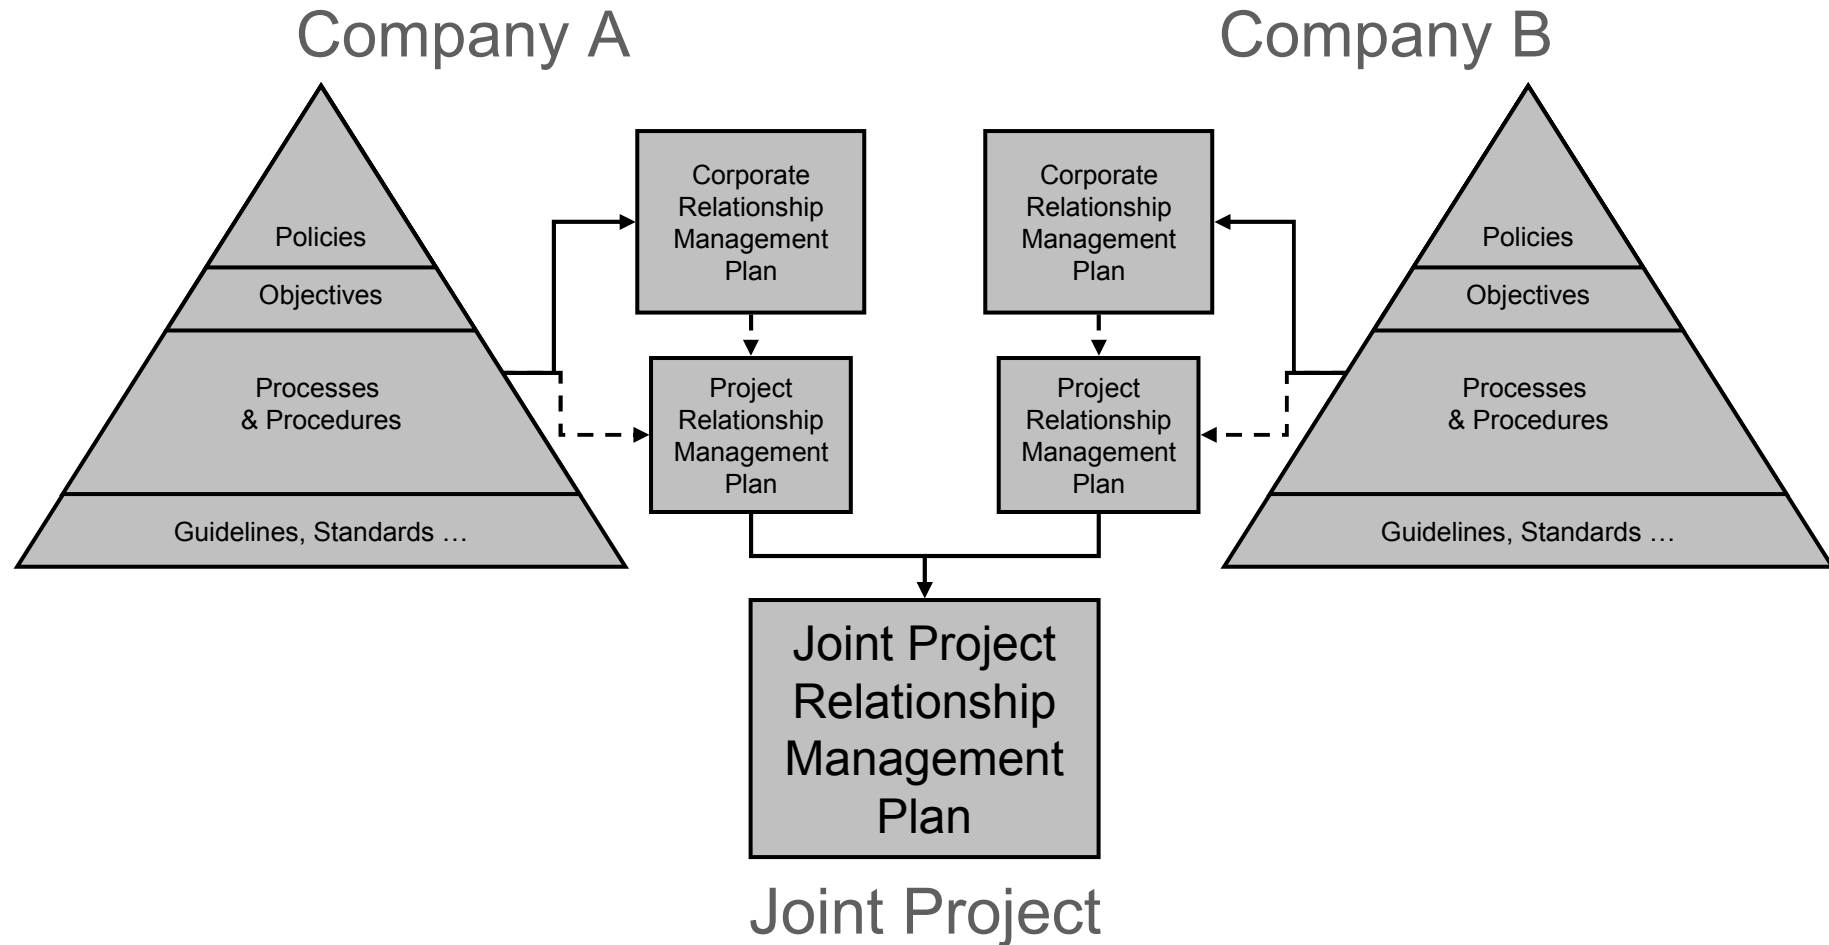 Company A
Company B
Policies
Objectives
Processes
& Procedures
Guidelines, Standards …
Corporate
Relationship
Management
Plan
Project
Relationship
Management
Plan
Corporate
Relationship
Management
Plan
Project
Relationship
Management
Plan
Policies
Objectives
Processes
& Procedures
Guidelines, Standards …
Joint Project
Relationship
Management
Plan
Joint Project